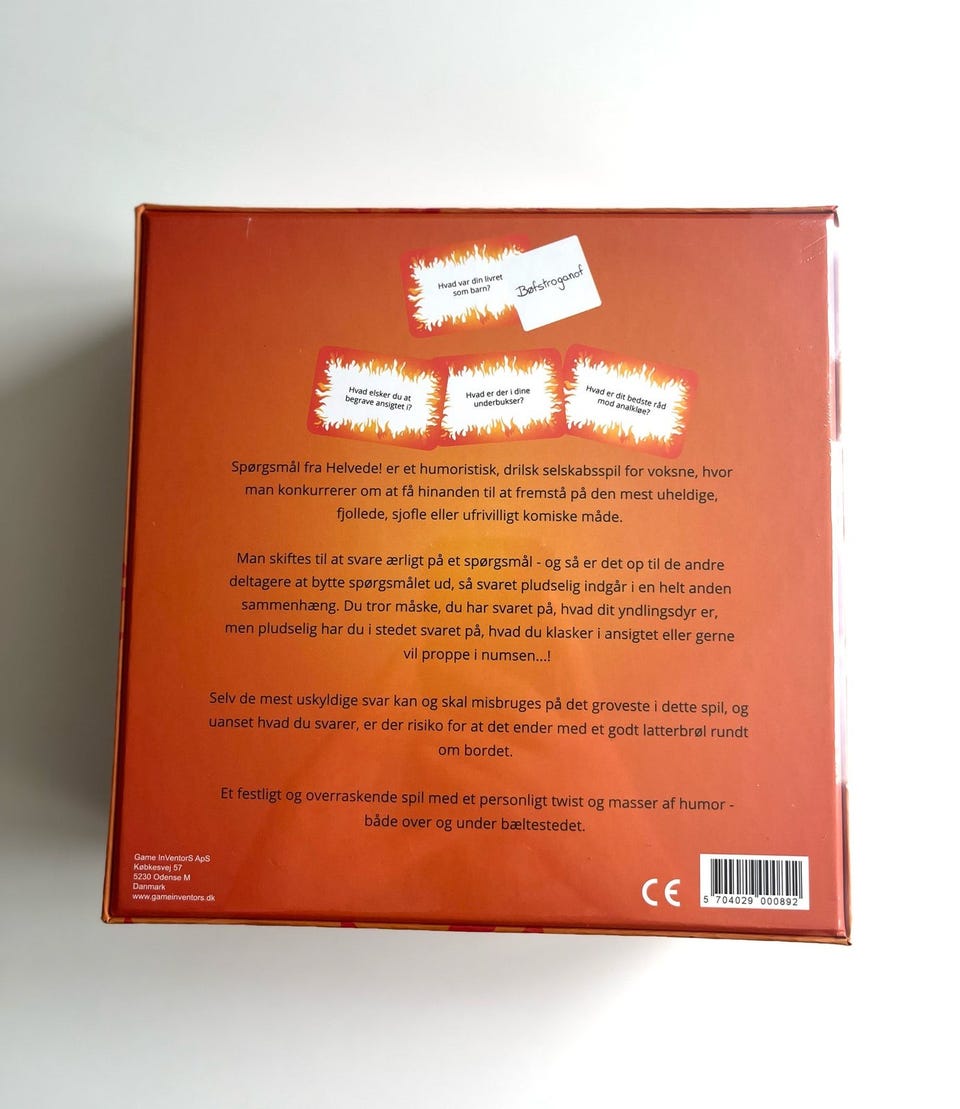 Hvad var din livret
som barn?
Bøfstroganof
Hvad elsker du at
begrave ansigtet i?
Hvad er der i dine
underbukser?
Hvad er dit bedste råd
mod analkløe?
Spørgsmål fra Helvede! er et humoristisk, drilsk selskabsspil for voksne, hvor
man konkurrerer om at få hinanden til at fremstå på den mest uheldige,
fjollede, sjofle eller ufrivilligt komiske måde.
Man skiftes til at svare ærligt på et spørgsmål - og så er det op til de andre
deltagere at bytte spørgsmålet ud, så svaret pludselig indgår i en helt anden
sammenhæng. Du tror måske, du har svaret på, hvad dit yndlingsdyr er,
men pludselig har du i stedet svaret på, hvad du klasker i ansigtet eller gerne
vil proppe i numsen...!
Selv de mest uskyldige svar kan og skal misbruges på det groveste i dette spil, og
uanset hvad du svarer, er der risiko for at det ender med et godt latterbrøl rundt
om bordet.
Et festligt og overraskende spil med et personligt twist og masser af humor -
både over og under bæltestedet.
Game InVentorS ApS
Købkesvej 57
5230 Odense M
Danmark
www.gameinventors.dk
CE
5 704029 000892